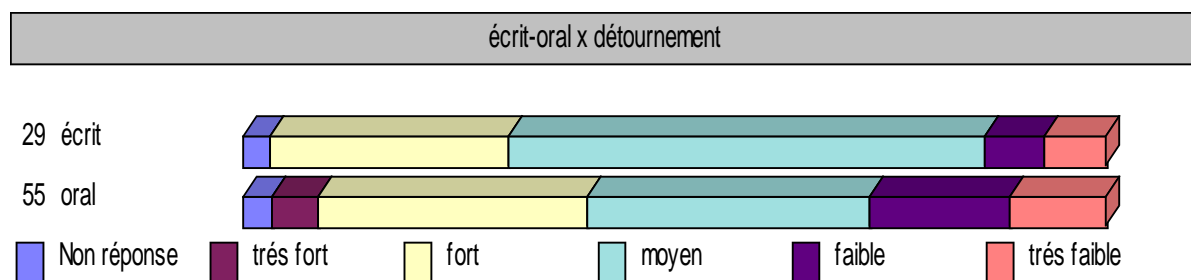 écrit-oral x détournement
29 écrit
55 oral
Non réponse trés fort fort moyen faible trés faible